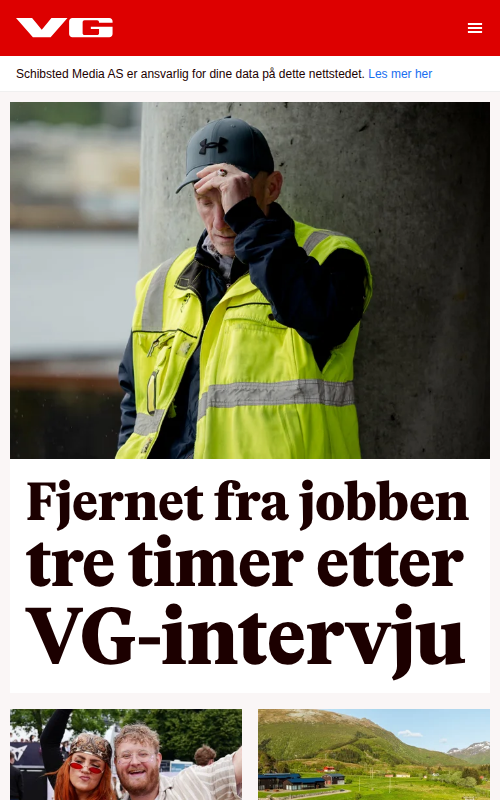 VG
Schibsted Media AS er ansvarlig for dine data på dette nettstedet. Les mer her
Fjernet fra jobben
tre timer etter
VG-intervju